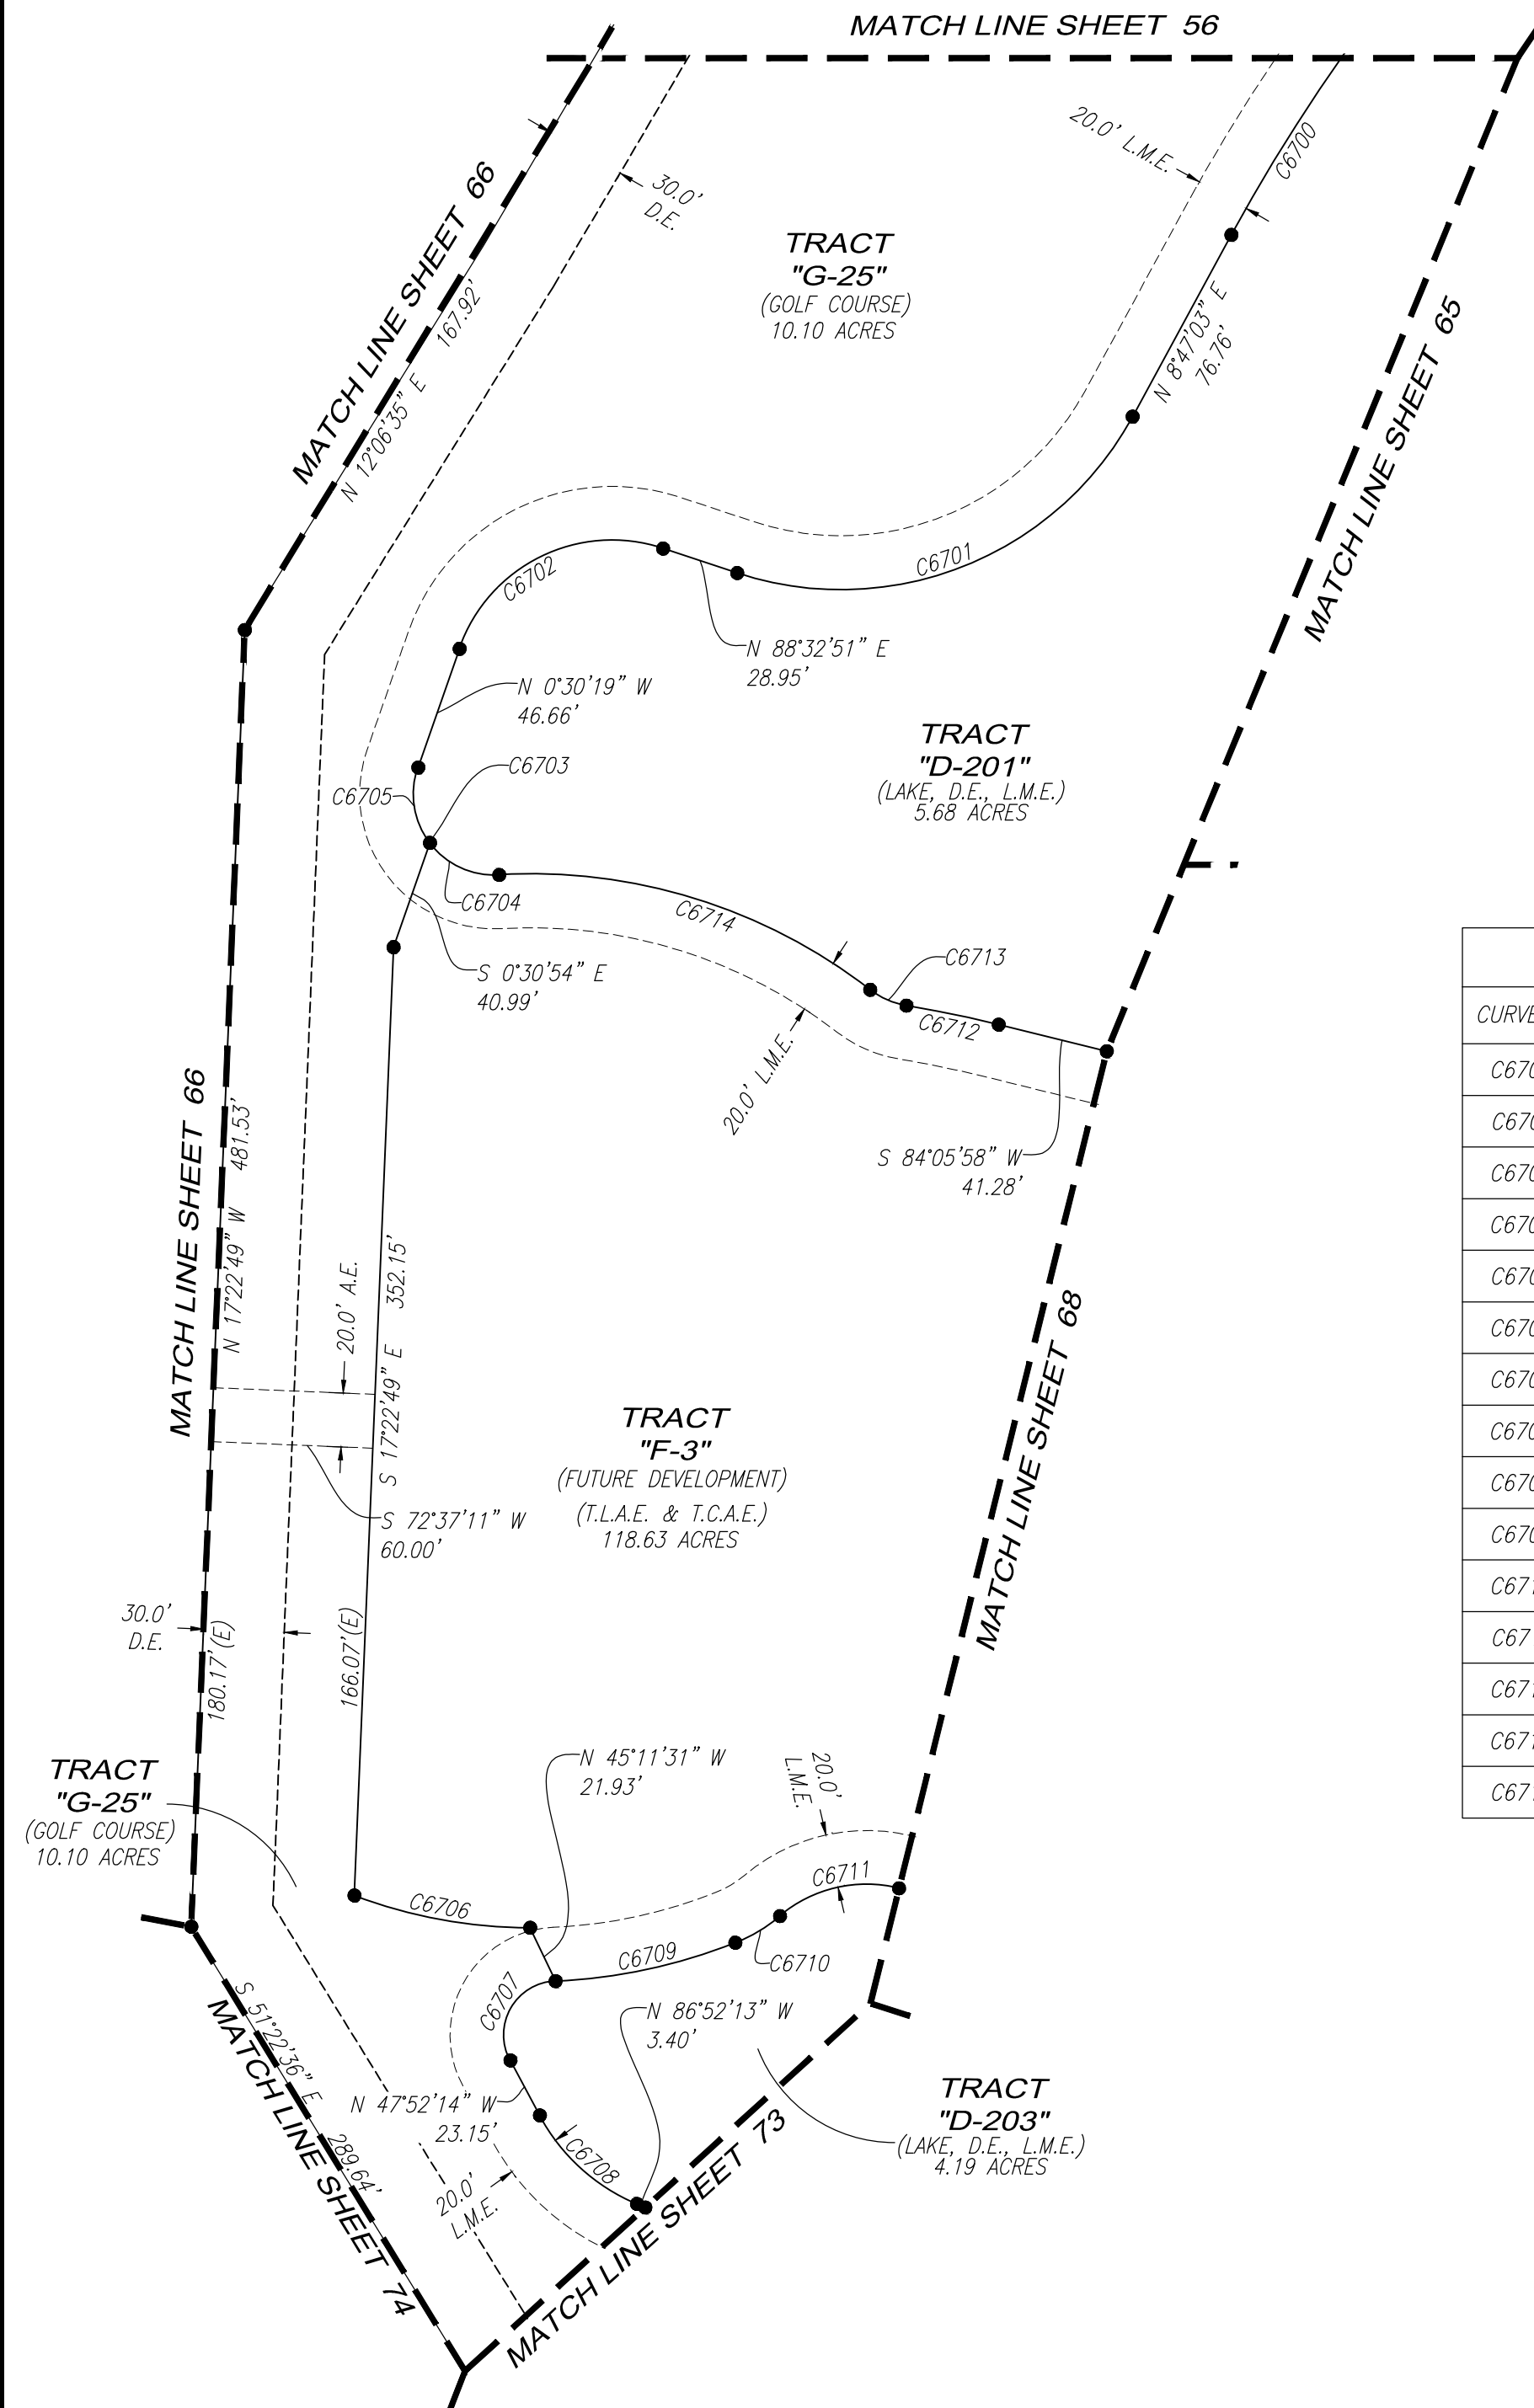 MATCH LINE SHEET 56
20.0' L.M.E.
C6700
MATCH LINE SHEET 66
30.0'
D.E.
TRACT
"G-25"
(GOLF COURSE)
10.10 ACRES
N 12°06'35" E 167.92'
N 8°47'03" E
76.76'
MATCH LINE SHEET 65
C6701
C6702
N 88°32'51" E
28.95'
N 0°30'19" W
46.66'
C6703
C6705
TRACT
"D-201"
(LAKE, D.E., L.M.E.)
5.68 ACRES
C6704
C6714
C6713
S 0°30'54" E
40.99'
C6712
20.0' L.M.E.
S 84°05'58" W
41.28'
CURVE
MATCH LINE SHEET 66
N 17°22'49" W 481.53'
20.0' A.E.
S 17°22'49" E 352.15'
MATCH LINE SHEET 68
TRACT
"F-3"
(FUTURE DEVELOPMENT)
(T.L.A.E. & T.C.A.E.)
118.63 ACRES
S 72°37'11" W
60.00'
30.0'
D.E.
180.17'(E)
166.07'(E)
TRACT
"G-25"
(GOLF COURSE)
10.10 ACRES
N 45°11'31" W
21.93'
20.0'
L.M.E.
C6711
C6706
C6709
C6710
C6707
N 86°52'13" W
3.40'
S 51°22'36" E 289.64'
MATCH LINE SHEET 74
N 47°52'14" W
23.15'
C6708
20.0'
L.M.E.
MATCH LINE SHEET 73
TRACT
"D-203"
(LAKE, D.E., L.M.E.)
4.19 ACRES